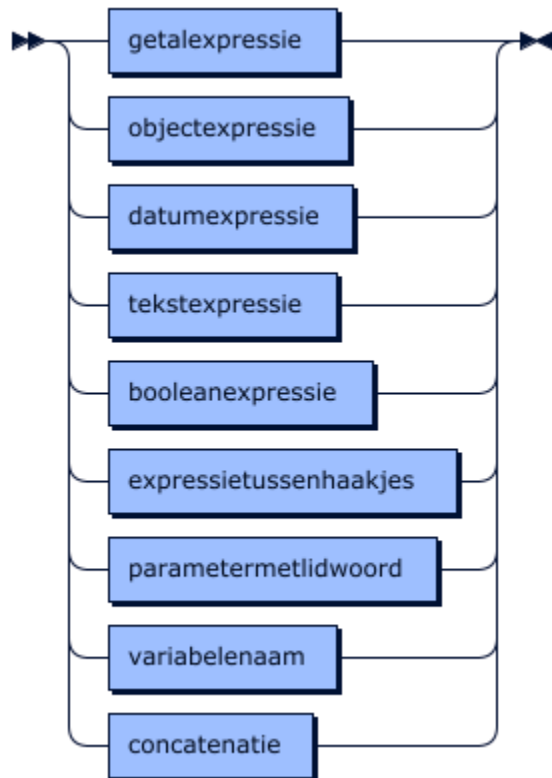 getalexpressie
objectexpressie
datumexpressie
tekstexpressie
booleanexpressie
expressietussenhaakjes
parametermetlidwoord
variabelenaam
concatenatie